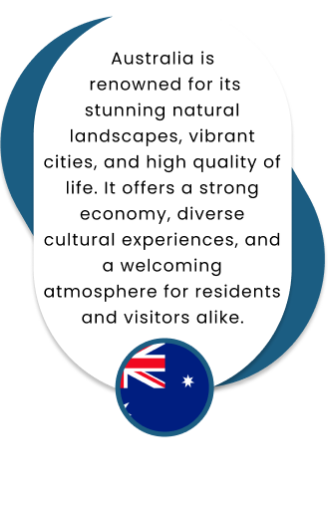 Australia is
renowned for its
stunning natural
landscapes, vibrant
cities, and high quality of
life. It offers a strong
economy, diverse
cultural experiences, and
a welcoming
atmosphere for residents
and visitors alike.